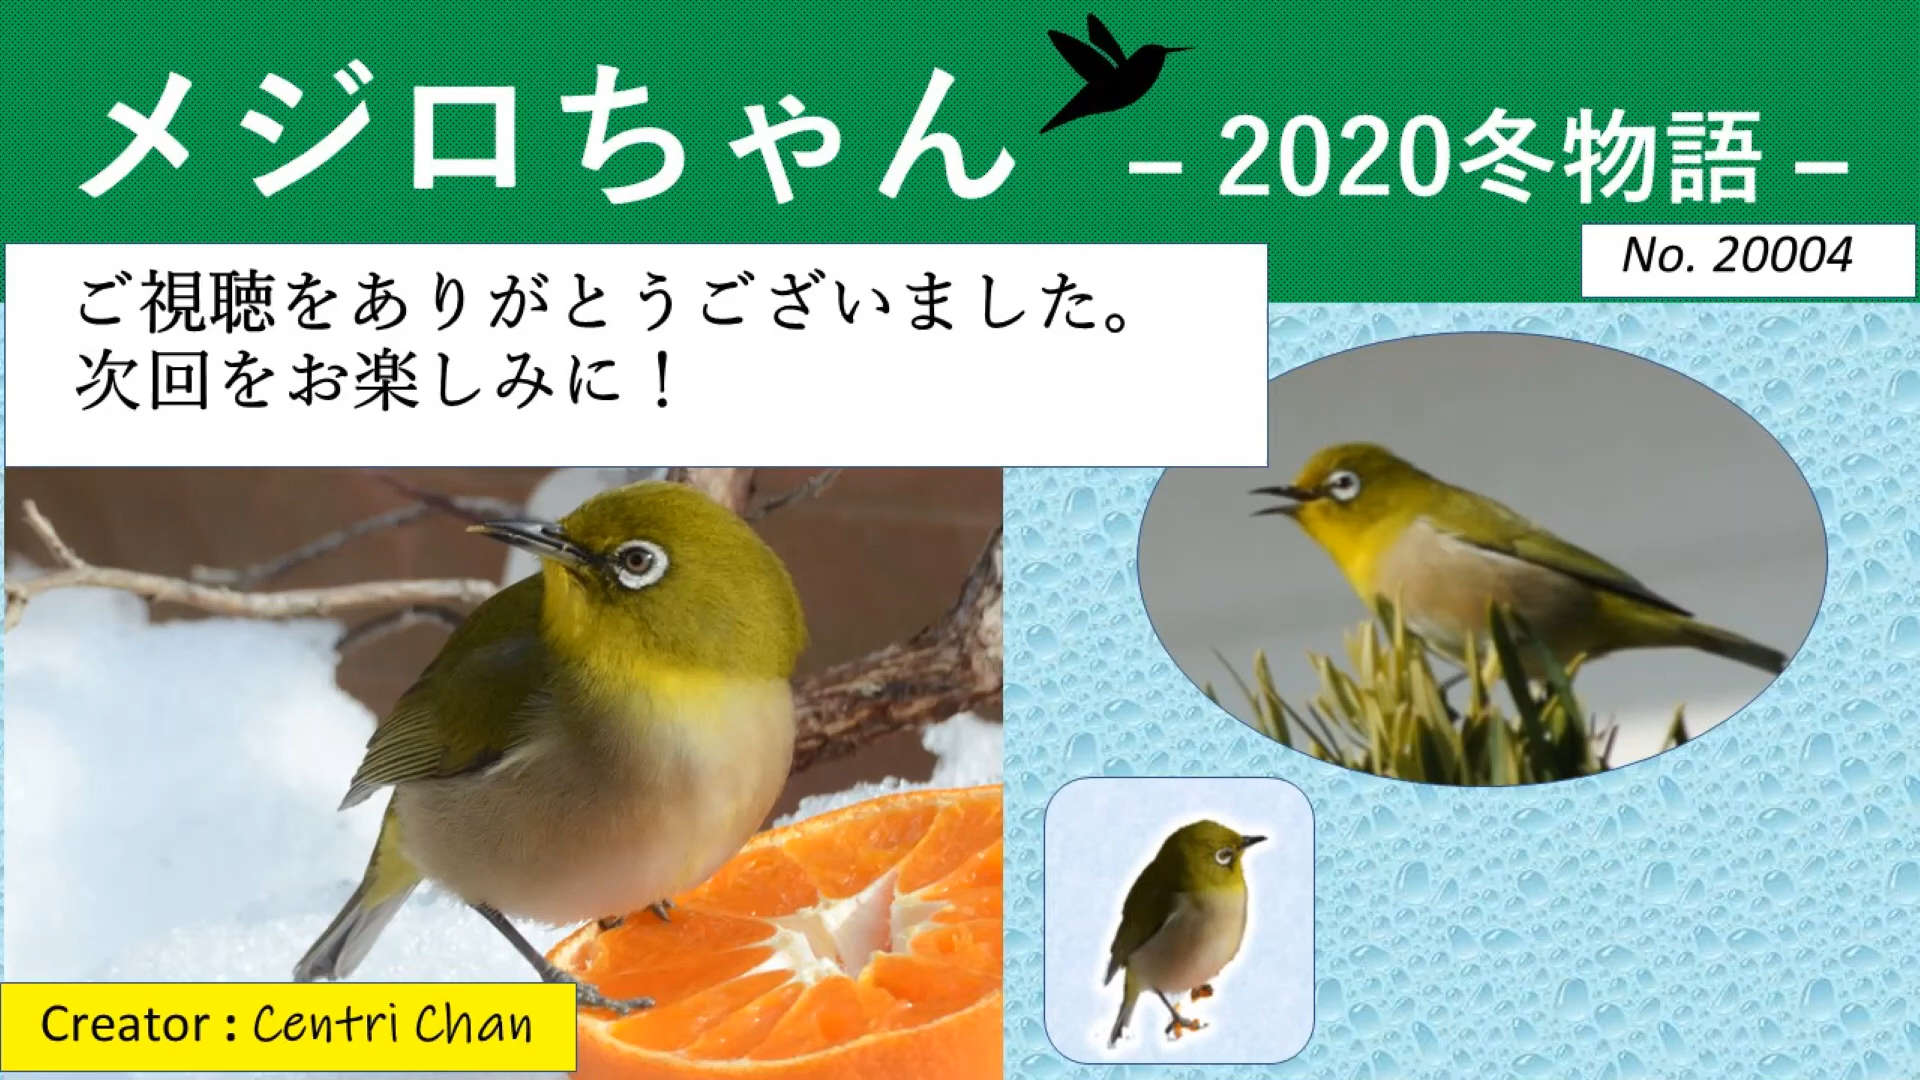 メジロちゃん – 2020冬物語 –
No. 20004
ご視聴をありがとうございました。
次回をお楽しみに！
Creator : Centri Chan